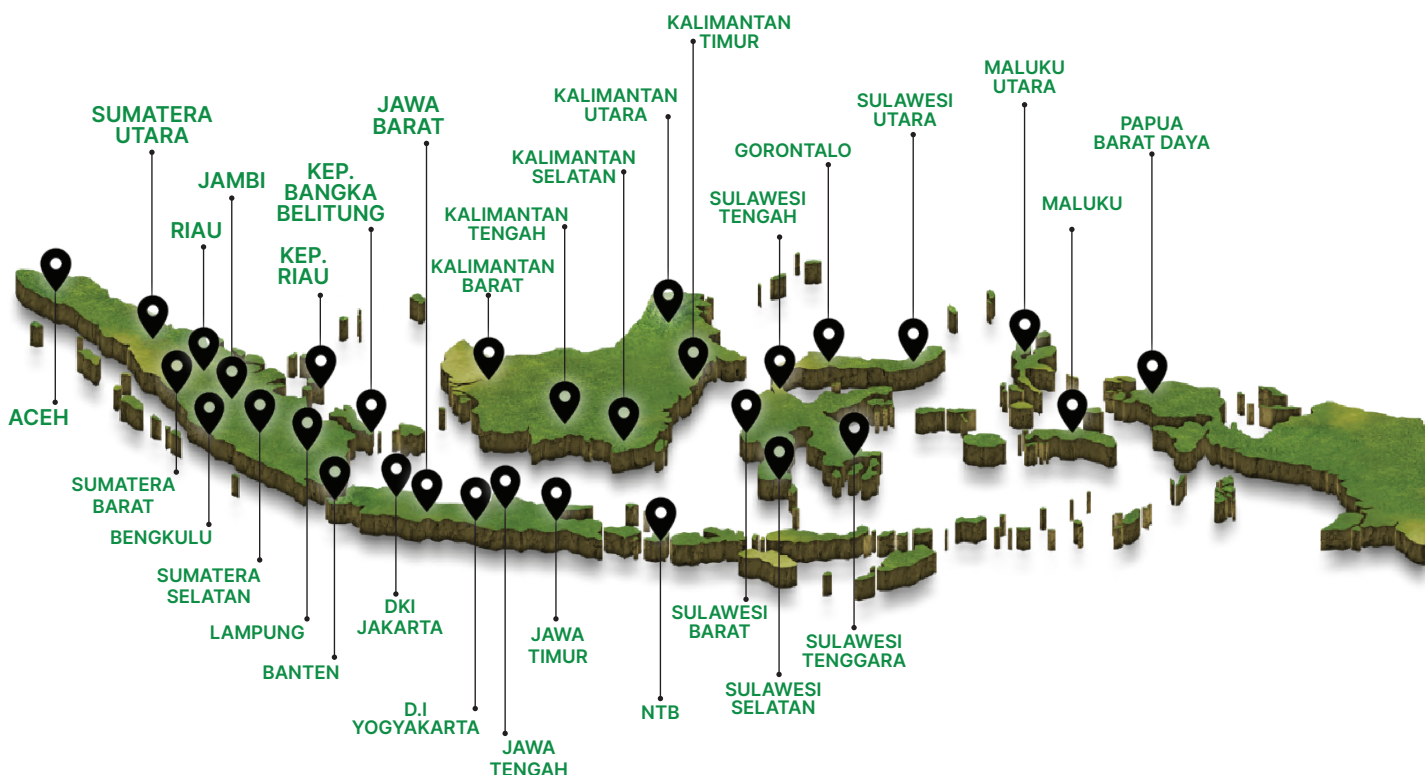 KALIMANTAN
TIMUR
MALUKU
UTARA
KALIMANTAN
UTARA
SULAWESI
UTARA
JAWA
BARAT
SUMATERA
UTARA
PAPUA
BARAT DAYA
GORONTALO
KALIMANTAN
SELATAN
KEP.
BANGKA
BELITUNG
JAMBI
SULAWESI
TENGAH
MALUKU
KALIMANTAN
TENGAH
RIAU
KEP.
RIAU
KALIMANTAN
BARAT
ACEH
SUMATERA
BARAT
BENGKULU
SUMATERA
SELATAN
LAMPUNG
BANTEN
DKI
JAKARTA
D.I
YOGYAKARTA
JAWA
TENGAH
JAWA
TIMUR
NTB
SULAWESI
BARAT
SULAWESI
SELATAN
SULAWESI
TENGGARA